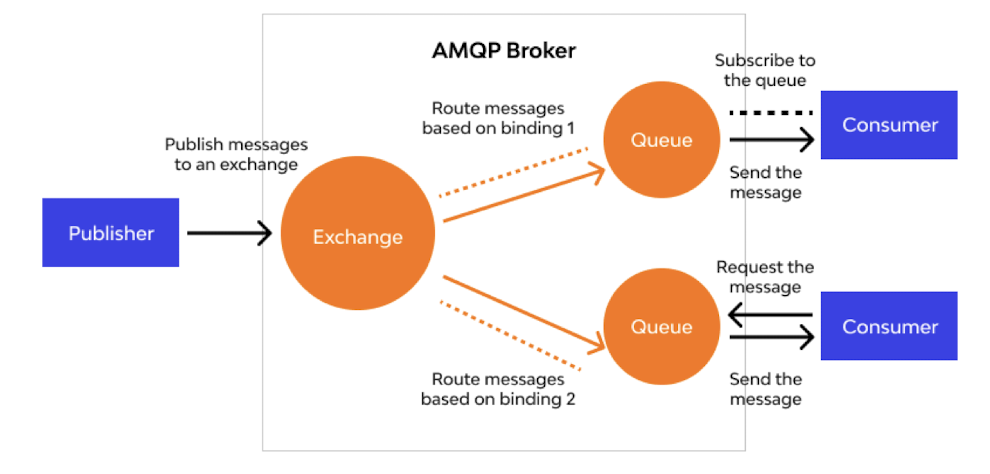 AMQP Broker
Publish messages
to an exchange
Publisher
Exchange
Route messages
based on binding 1
Queue
Subscribe to
the queue
Consumer
Send the
message
Route messages
based on binding 2
Queue
Request the
message
Consumer
Send the
message